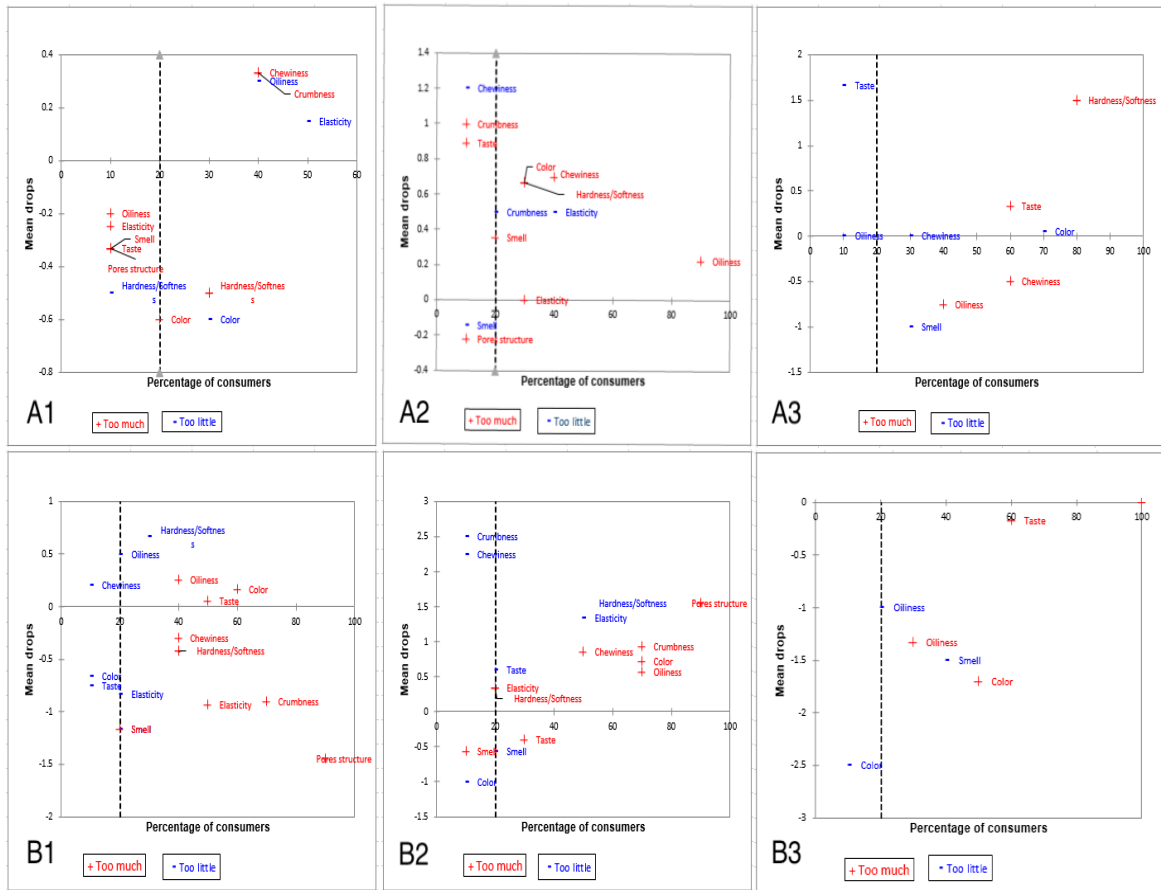 0.4
0.2
0
-0.2
-0.4
-0.6
-0.8
0 10 20 30 40 50 60
Mean drops
Percentage of consumers
Chewiness
Oiliness
Crumbness
Elasticity
Oiliness
Elasticity
Smell
Taste
Pores structure
Hardness/Softnes
s
Hardness/Softnes
s
Color
Color
A1
+ Too much
- Too little
1.4
1.2
1
0.8
0.6
0.4
0.2
0
-0.2
-0.4
0 20 40 60 80 100
Mean drops
Percentage of consumers
Chewiness
Crumbness
Taste
Color
Chewiness
Hardness/Softness
Crumbness
Elasticity
Smell
Oiliness
Elasticity
Smell
Pores structure
A2
+ Too much
- Too little
2
1.5
1
0.5
0
-0.5
-1
-1.5
0 10 20 30 40 50 60 70 80 90 100
Mean drops
Percentage of consumers
Taste
Hardness/Softness
Taste
Oiliness
Chewiness
Color
Chewiness
Oiliness
Smell
A3
+ Too much
- Too little
1
0.5
0
-0.5
-1
-1.5
-2
0 20 40 60 80 100
Mean drops
Percentage of consumers
Hardness/Softnes
s
Oiliness
Chewiness
Oiliness
Color
Taste
Chewiness
Hardness/Softness
Color
Taste
Elasticity
Elasticity
Crumbness
Smell
Pores structure
B1
+ Too much
- Too little
3
2.5
2
1.5
1
0.5
0
-0.5
-1
-1.5
0 20 40 60 80 100
Mean drops
Percentage of consumers
Crumbness
Chewiness
Hardness/Softness
Pores structure
Elasticity
Chewiness
Crumbness
Color
Oiliness
Taste
Elasticity
Hardness/Softness
Taste
Smell
Smell
Color
B2
+ Too much
- Too little
0
-0.5
-1
-1.5
-2
-2.5
-3
0 20 40 60 80 100
Mean drops
Percentage of consumers
Taste
Oiliness
Oiliness
Smell
Color
Color
B3
+ Too much
- Too little